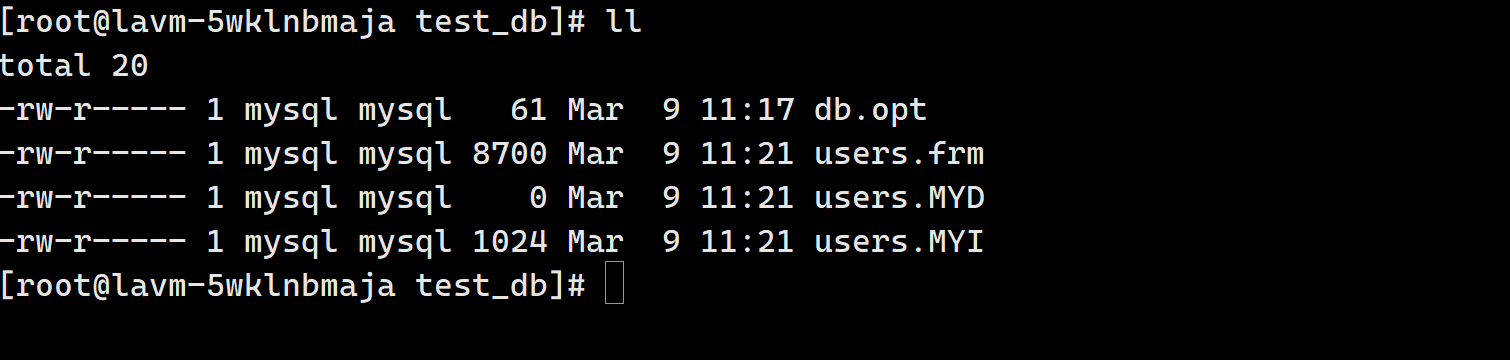 [root@lavm-5wklnbmaja test_db]# ll
total 20
-rw-r----- 1 mysql mysql   61 Mar  9 11:17 db.opt
-rw-r----- 1 mysql mysql 8700 Mar  9 11:21 users.frm
-rw-r----- 1 mysql mysql    0 Mar  9 11:21 users.MYD
-rw-r----- 1 mysql mysql 1024 Mar  9 11:21 users.MYI
[root@lavm-5wklnbmaja test_db]#